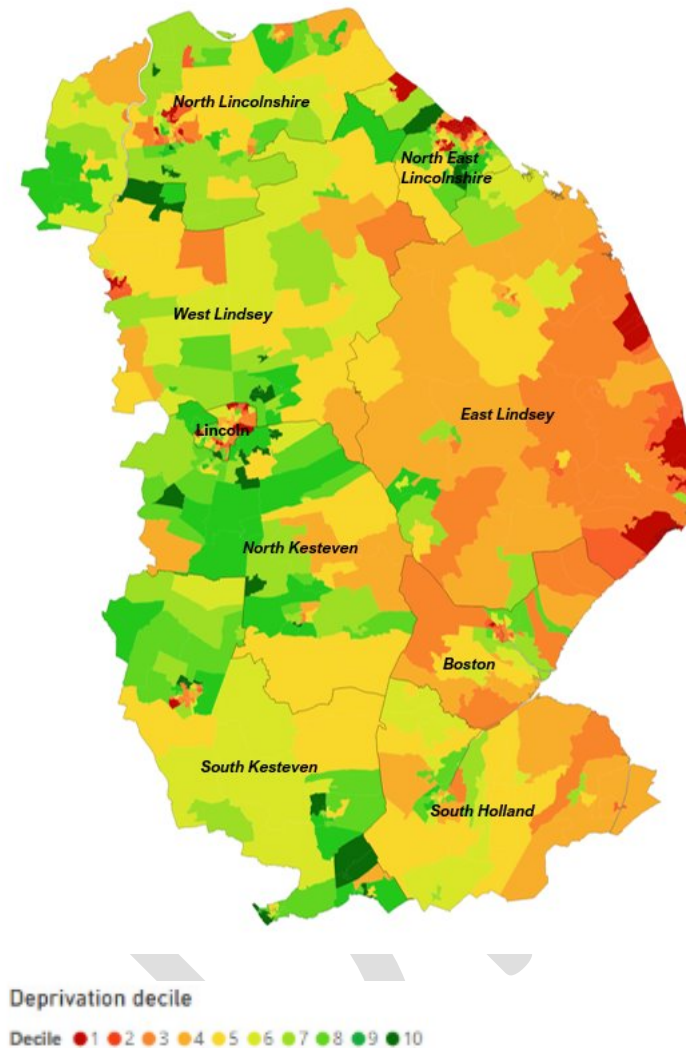 North Lincolnshire
North East
Lincolnshire
West Lindsey
Lincoln
East Lindsey
North Kesteven
Boston
South Kesteven
South Holland
Deprivation decile
Decile 1 2 3 4 5 6 7 8 9 10